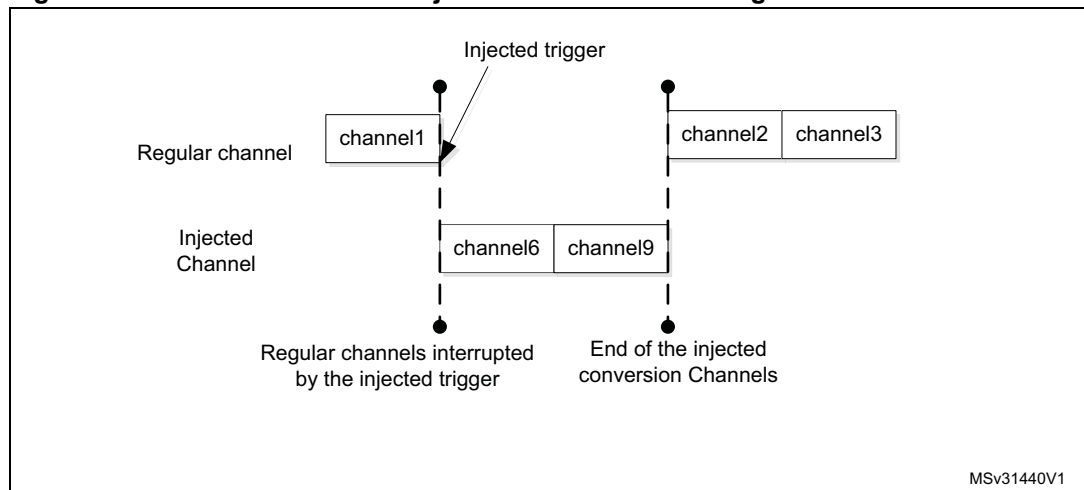 Injected trigger
channel1
channel2
channel3
Regular channel
Injected
Channel
channel6
channel9
Regular channels interrupted
by the injected trigger
End of the injected
conversion Channels
MSv31440V1